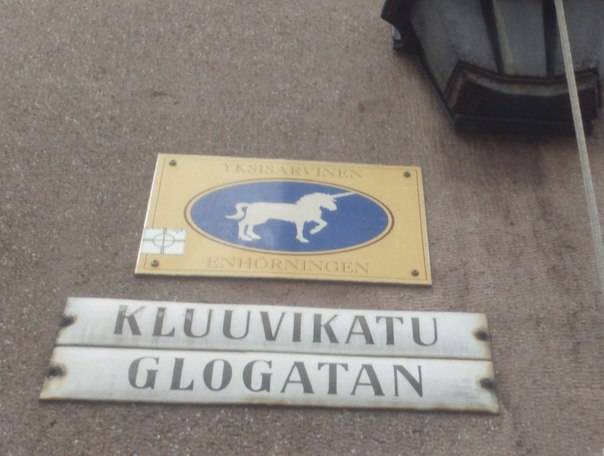 YKSISARVINEN
ENHÖRNINGEN
KLUUVIKATU
GLOGATAN